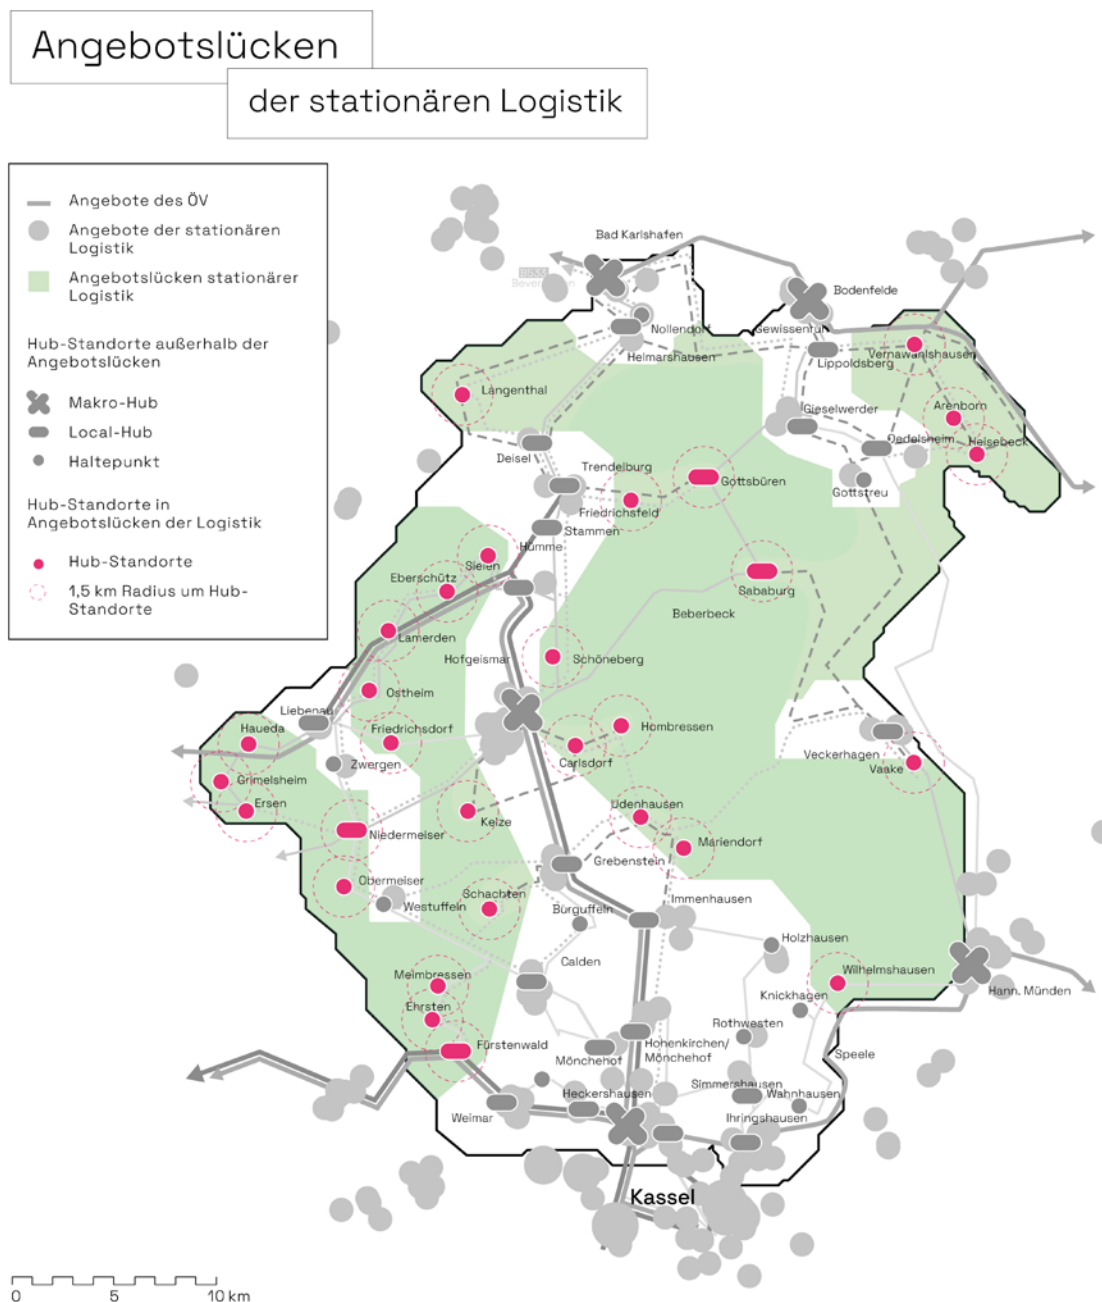 Angebotslücken
der stationären Logistik
Angebote des ÖV
Angebote der stationären
Logistik
Angebotslücken stationärer
Logistik
Hub-Standorte außerhalb der
Angebotslücken
Makro-Hub
Local-Hub
Haltepunkt
Hub-Standorte in
Angebotslücken der Logistik
Hub-Standorte
1,5 km Radius um Hub-
Standorte
Bad Karlshafen
Bodenfelde
Nollendorf
Gewissenruh
Helmarshausen
Lippoldsberg
Vernawahlshausen
Langenthal
Gieselwerder
Arenborn
Oedelsheim
Heisebeck
Deisel
Trendelburg
Gottsbüren
Gottstreu
Friedrichsfeld
Stammen
Hümme
Sielen
Eberschütz
Sababurg
Beberbeck
Lamerden
Hofgeismar
Schöneberg
Ostheim
Liebenau
Haueda
Friedrichsdorf
Hombressen
Carlsdorf
Zwergen
Veckerhagen
Vaake
Grimelsheim
Ersen
Kelze
Udenhausen
Niedermeiser
Mariendorf
Grebenstein
Obermeiser
Westuffeln
Schachten
Burguffeln
Immenhausen
Holzhausen
Calden
Wilhelmshausen
Meimbressen
Knickhagen
Hann. Münden
Ehrsten
Rothwesten
Fürstenwald
Mönchehof
Hohenkirchen/
Mönchehof
Speele
Simmershausen
Wahnhausen
Heckershausen
Weimar
Ihringshausen
Kassel
0 5 10 km